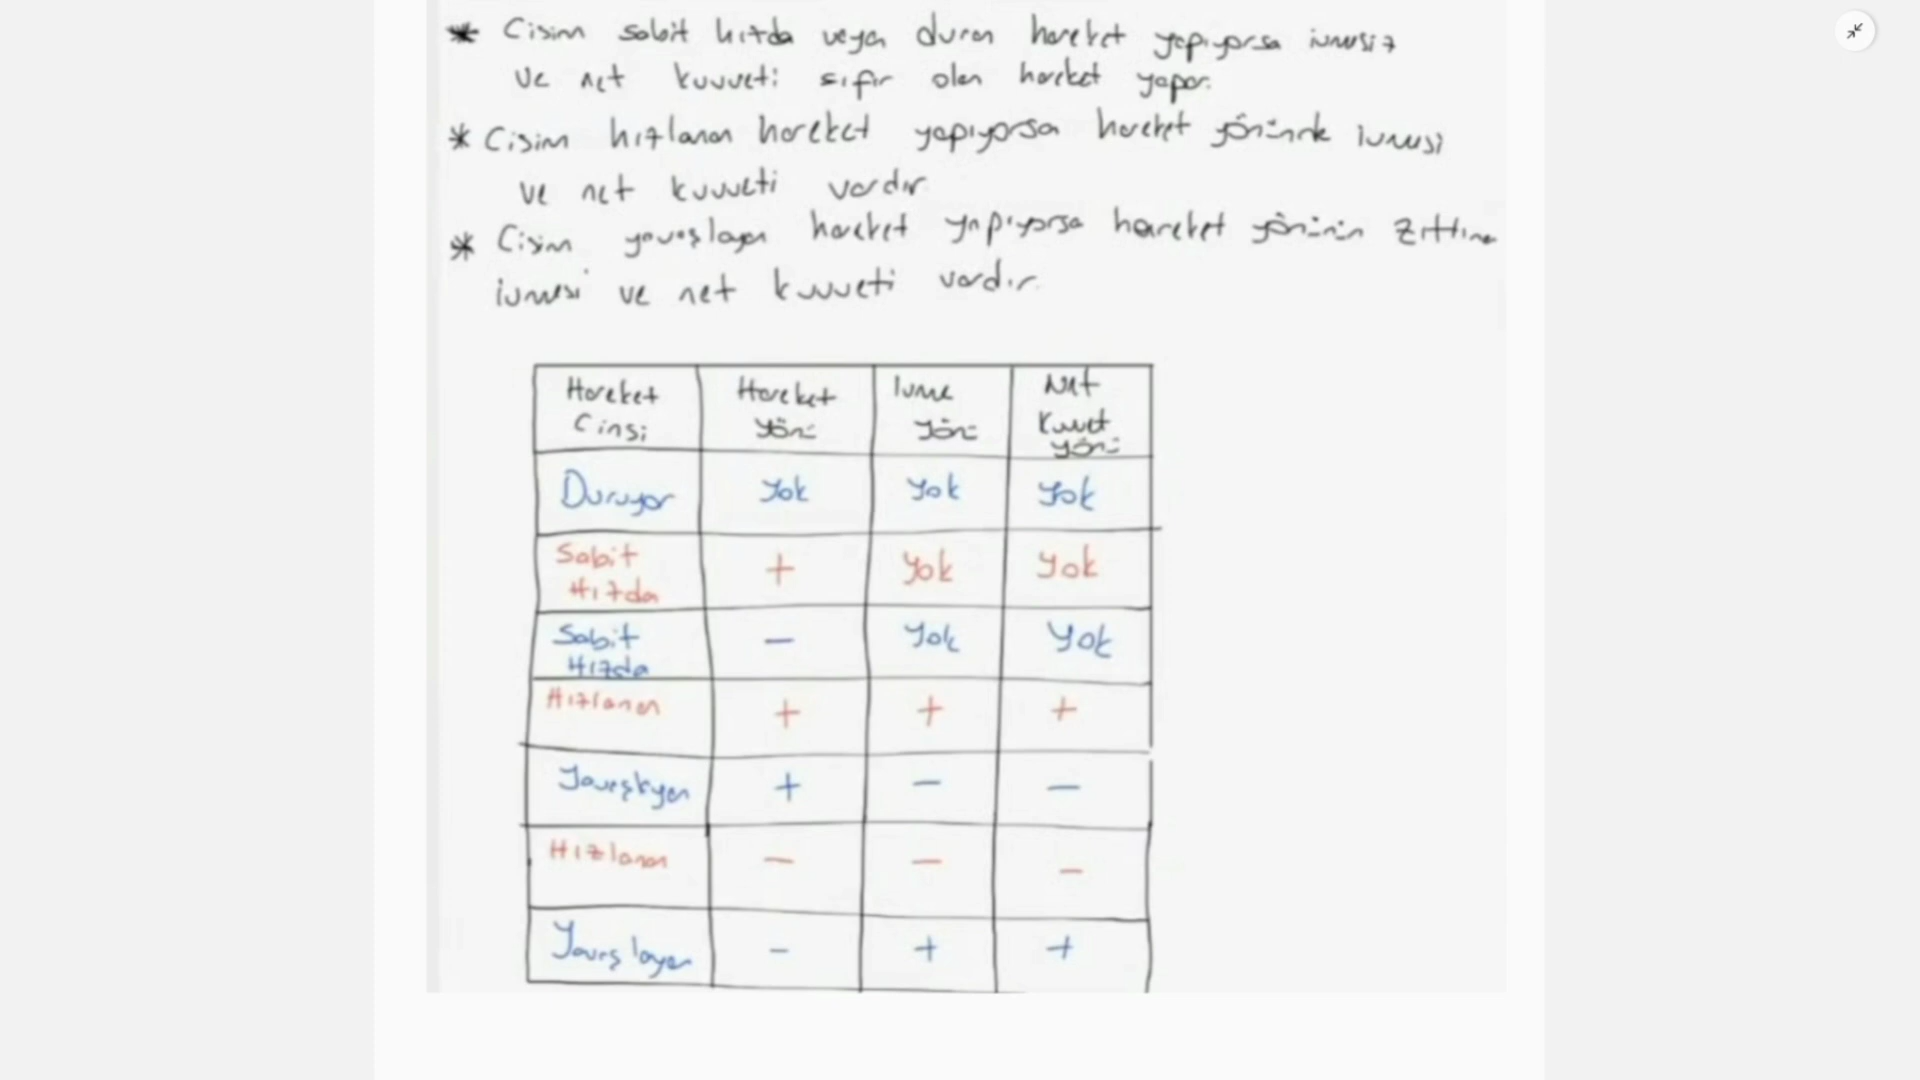 * Cisim sabit hızda veya duran hareket yapıyorsa ivmesiz
ve net kuvveti sıfır olan hareket yapar.
* Cisim hızlanan hareket yapıyorsa hareket yönünde ivmesi
ve net kuvveti vardır
* Cisim yavaşlayan hareket yapıyorsa hareket yönünün zıttına
ivmesi ve net kuvveti vardır.
Hareket Cinsi | Hareket Yönü | İvme Yönü | Net Kuvvet Yönü
Duruyor | Yok | Yok | Yok
Sabit Hızda | + | Yok | Yok
Sabit Hızda | - | Yok | Yok
Hızlanan | + | + | +
Yavaşlayan | + | - | -
Hızlanan | - | - | -
Yavaşlayan | - | + | +